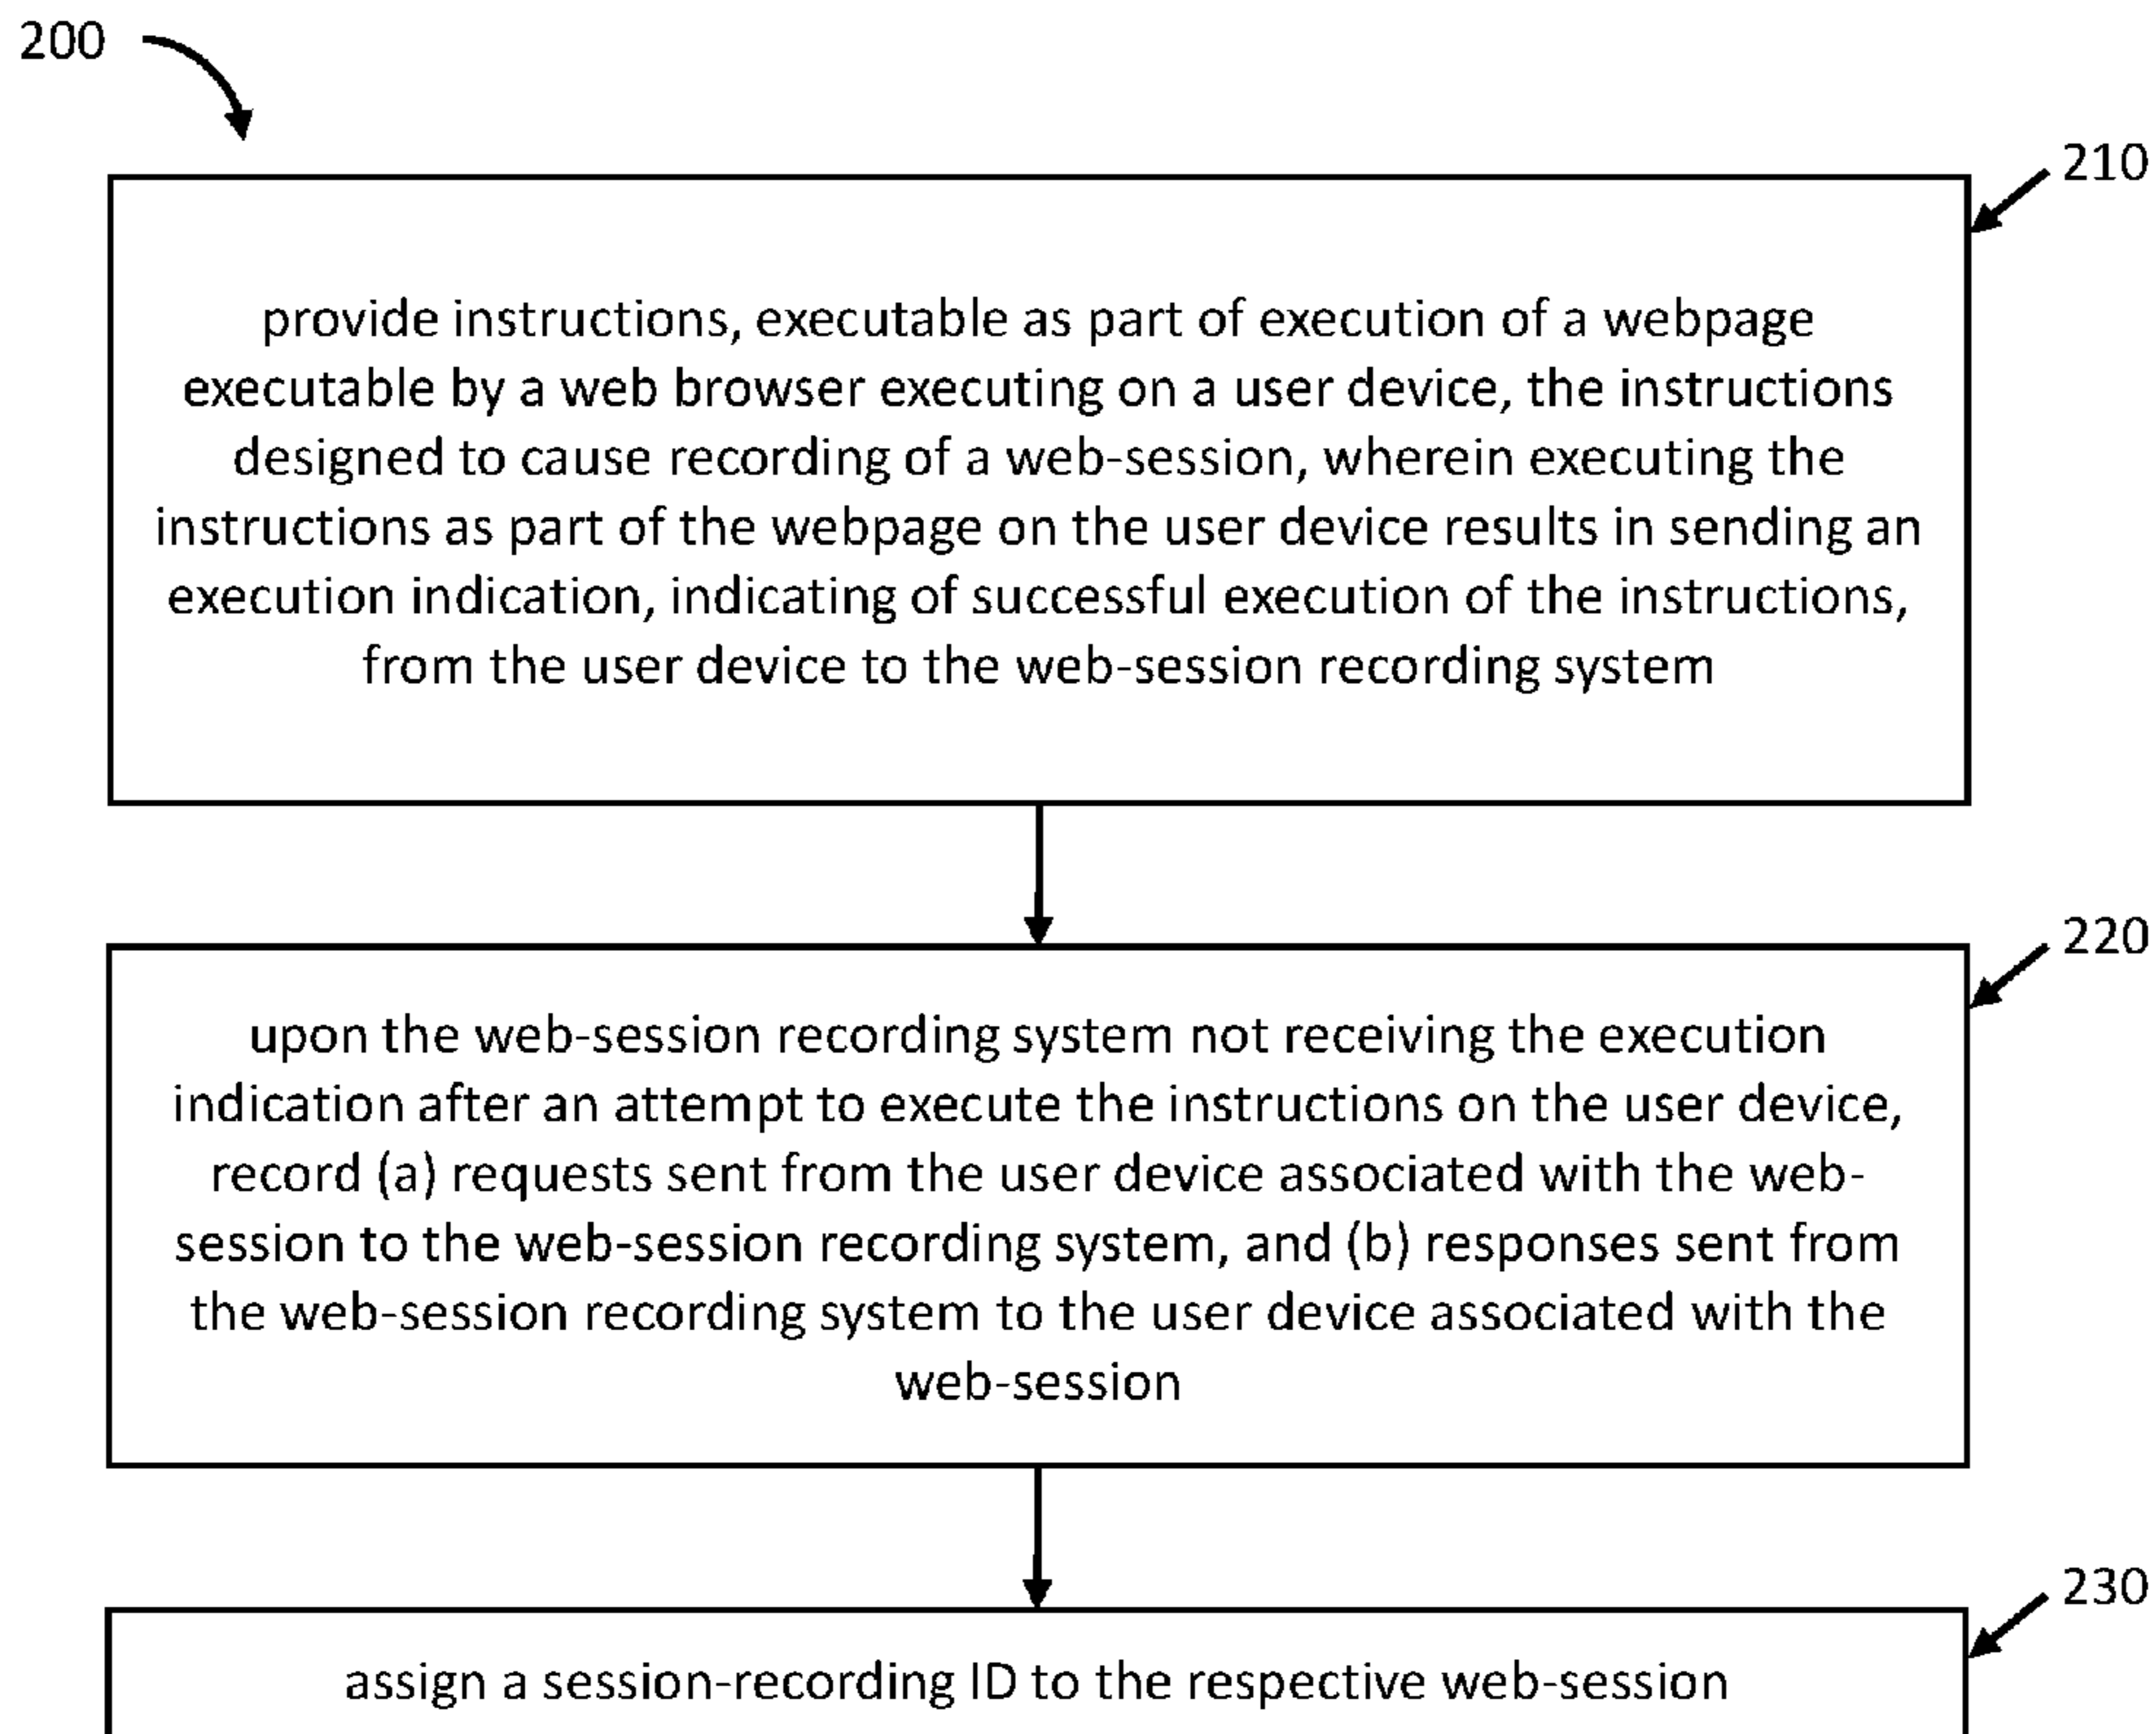 200
210
provide instructions, executable as part of execution of a webpage
executable by a web browser executing on a user device, the instructions
designed to cause recording of a web-session, wherein executing the
instructions as part of the webpage on the user device results in sending an
execution indication, indicating of successful execution of the instructions,
from the user device to the web-session recording system
220
upon the web-session recording system not receiving the execution
indication after an attempt to execute the instructions on the user device,
record (a) requests sent from the user device associated with the web-
session to the web-session recording system, and (b) responses sent from
the web-session recording system to the user device associated with the
web-session
230
assign a session-recording ID to the respective web-session